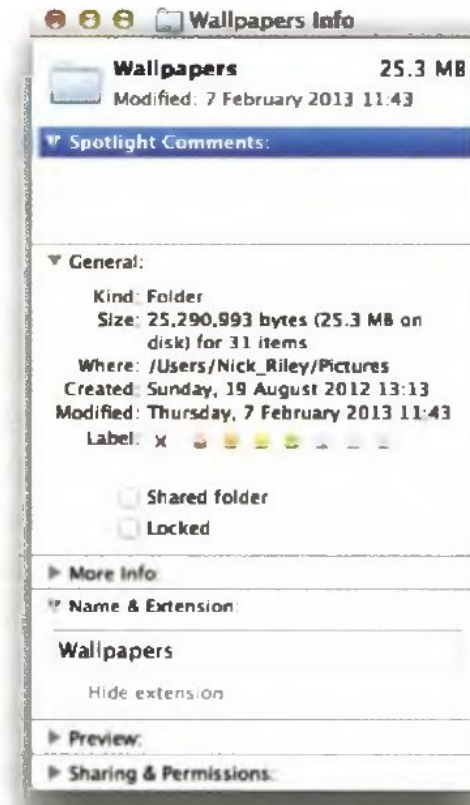 Wallpapers Info
Wallpapers 25.3 MB
Modified: 7 February 2013 11:43
Spotlight Comments:
General:
Kind: Folder
Size: 25,290,993 bytes (25.3 MB on
disk) for 31 items
Where: /Users/Nick_Riley/Pictures
Created: Sunday, 19 August 2012 13:13
Modified: Thursday, 7 February 2013 11:43
Label: x
Shared folder
Locked
More Info:
Name & Extension:
Wallpapers
Hide extension
Preview:
Sharing & Permissions: